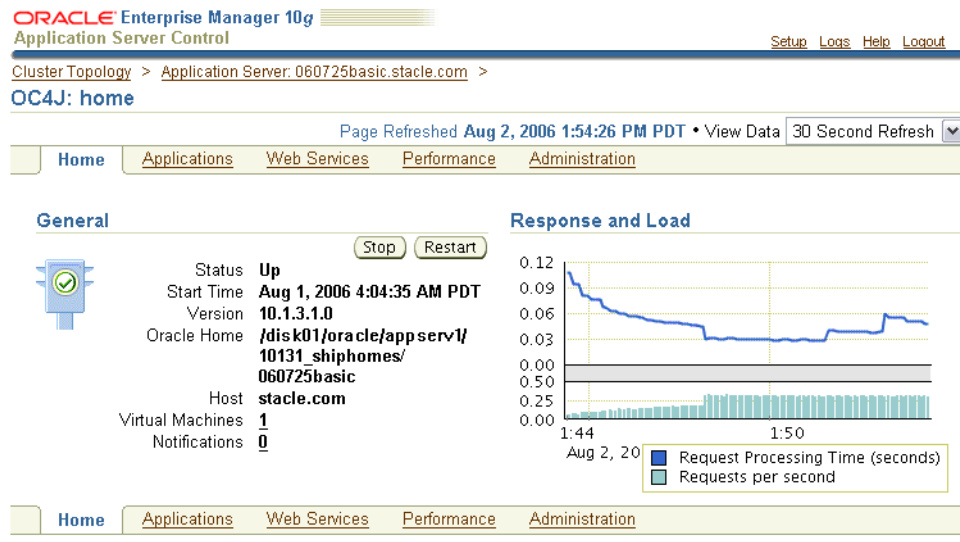 ORACLE Enterprise Manager 10g
Application Server Control
Setup Logs Help Logout
Cluster Topology > Application Server: 060725basic.stacle.com >
OC4J: home
Page Refreshed Aug 2, 2006 1:54:26 PM PDT • View Data 30 Second Refresh
Home Applications Web Services Performance Administration
General
Stop Restart
Status Up
Start Time Aug 1, 2006 4:04:35 AM PDT
Version 10.1.3.1.0
Oracle Home /disk01/oracle/appserv1/
10131_shiphomes/
060725basic
Host stacle.com
Virtual Machines 1
Notifications 0
Response and Load
0.12
0.09
0.06
0.03
0.00
0.50
0.25
0.00
1:44 1:50
Aug 2, 20
Request Processing Time (seconds)
Requests per second
Home Applications Web Services Performance Administration